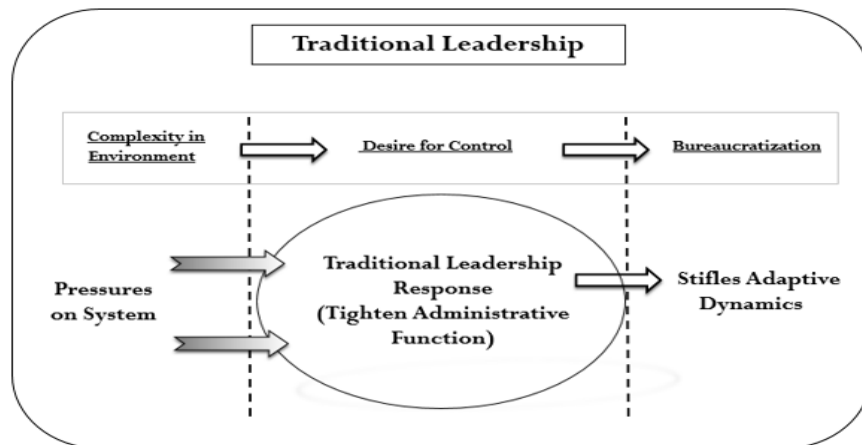 Traditional Leadership
Complexity in
Environment
Desire for Control
Bureaucratization
Pressures
on System
Traditional Leadership
Response
(Tighten Administrative
Function)
Stifles Adaptive
Dynamics